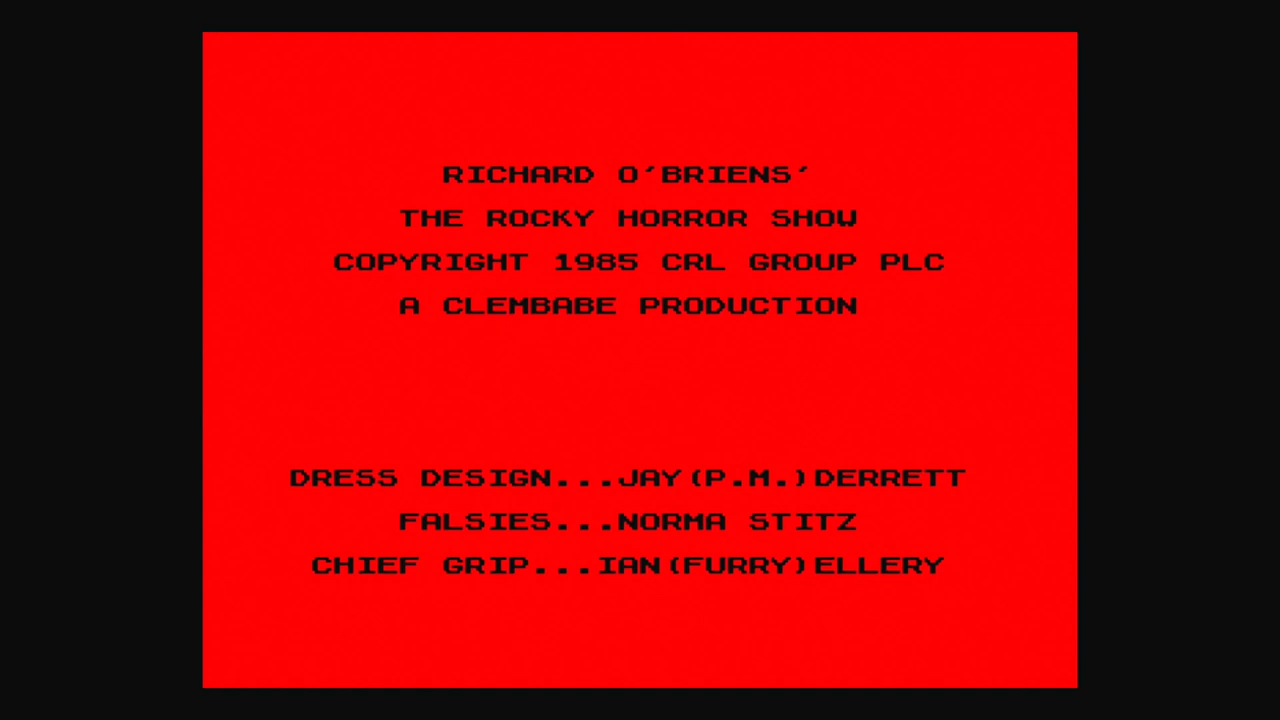 RICHARD O'BRIENS'
THE ROCKY HORROR SHOW
COPYRIGHT 1985 CRL GROUP PLC
A CLEMBABE PRODUCTION
DRESS DESIGN...JAY(P.M.)DERRETT
FALSIES...NORMA STITZ
CHIEF GRIP...IAN(FURRY)ELLERY